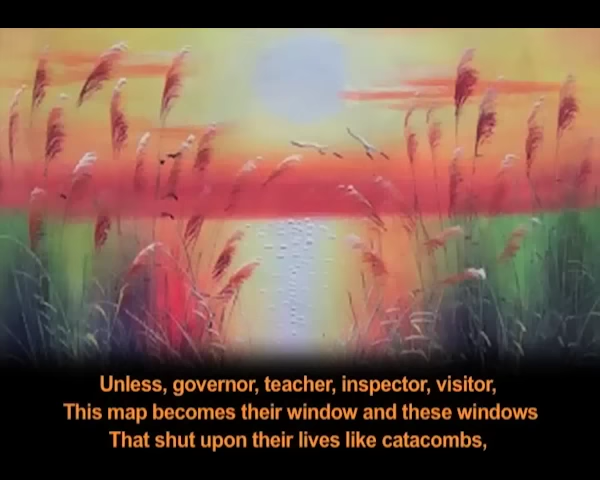 Unless, governor, teacher, inspector, visitor,
This map becomes their window and these windows
That shut upon their lives like catacombs,